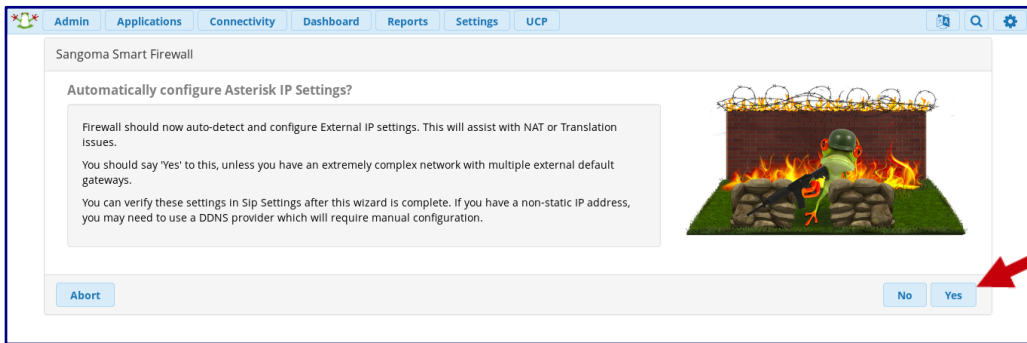 Admin Applications Connectivity Dashboard Reports Settings UCP
Sangoma Smart Firewall
Automatically configure Asterisk IP Settings?
Firewall should now auto-detect and configure External IP settings. This will assist with NAT or Translation
issues.
You should say 'Yes' to this, unless you have an extremely complex network with multiple external default
gateways.
You can verify these settings in Sip Settings after this wizard is complete. If you have a non-static IP address,
you may need to use a DDNS provider which will require manual configuration.
Abort No Yes